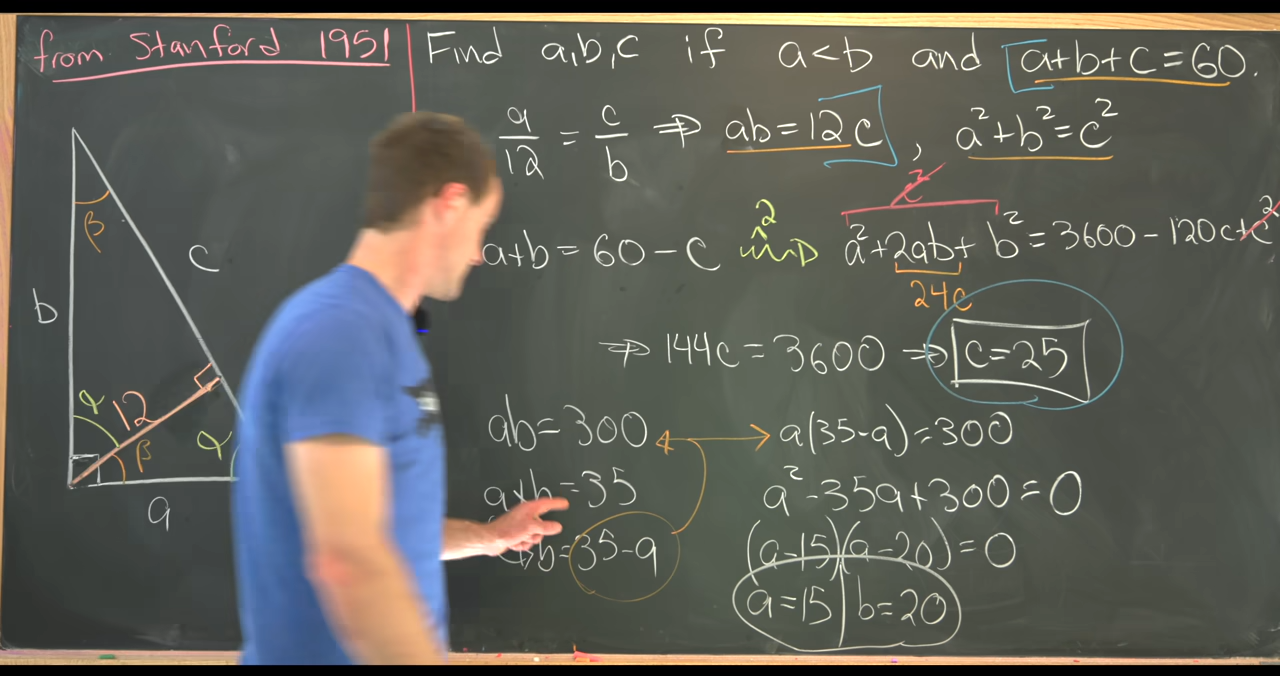 from Stanford 1951
Find a,b,c if a<b and a+b+c=60.
a/12 = c/b ⇒ ab=12c, a²+b²=c²
c²
a+b=60-c
2
a²+2ab+b²=3600-120c+c²
24c
⇒ 144c=3600 ⇒ c=25
ab=300
a(35-a)=300
a+b=35
a²-35a+300=0
b=35-a
(a-15)(a-20)=0
a=15 | b=20
β
c
b
α
12
β
α
a